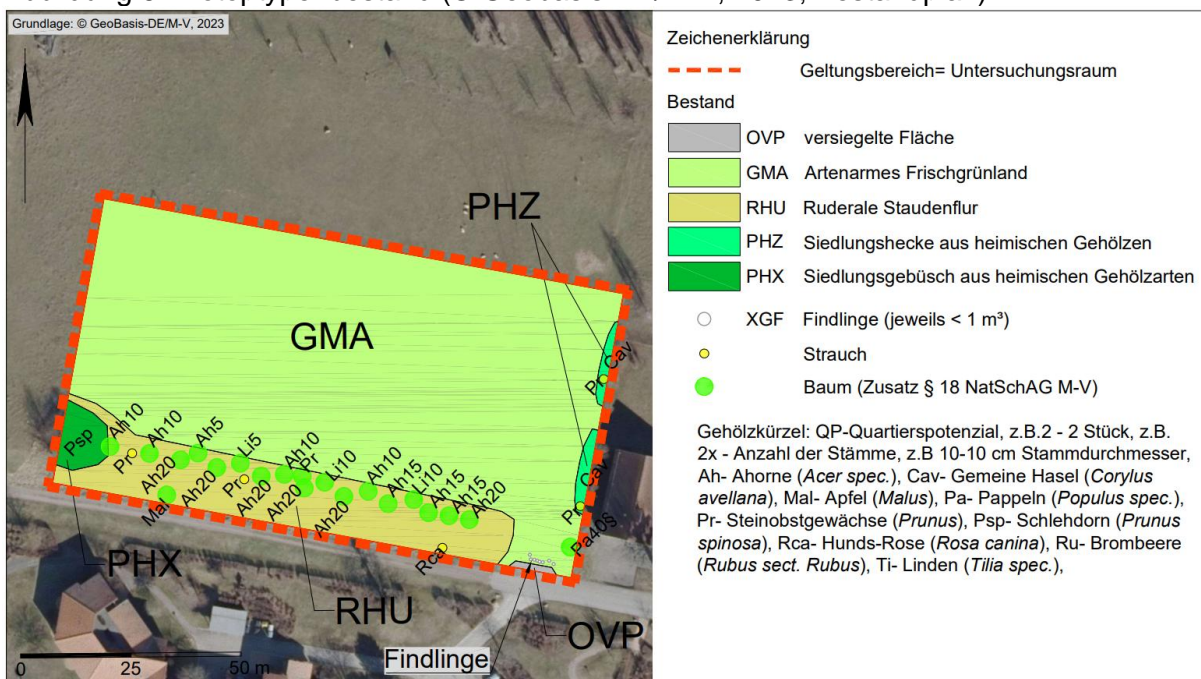 Grundlage: © GeoBasis-DE/M-V, 2023
PHZ
GMA
Pr Cav
Pr Cav
Psp
Ah10
Pr
Ah10
Ah20
Ah5
Ah20
Li5
Pr
Ah20
Ah10
Pr
Ah20
Li10
Ah20
Ah10
Ah15
Li10
Ah15
Ah15
Ah20
Mal
Rca
Pa40§
PHX
RHU
OVP
Findlinge
0 25 50 m
Zeichenerklärung
Geltungsbereich= Untersuchungsraum
Bestand
OVP versiegelte Fläche
GMA Artenarmes Frischgrünland
RHU Ruderale Staudenflur
PHZ Siedlungshecke aus heimischen Gehölzen
PHX Siedlungsgebüsch aus heimischen Gehölzarten
XGF Findlinge (jeweils < 1 m³)
Strauch
Baum (Zusatz § 18 NatSchAG M-V)
Gehölzkürzel: QP-Quartierspotenzial, z.B.2 - 2 Stück, z.B.
2x - Anzahl der Stämme, z.B 10-10 cm Stammdurchmesser,
Ah- Ahorne (Acer spec.), Cav- Gemeine Hasel (Corylus
avellana), Mal- Apfel (Malus), Pa- Pappeln (Populus spec.),
Pr- Steinobstgewächse (Prunus), Psp- Schlehdorn (Prunus
spinosa), Rca- Hunds-Rose (Rosa canina), Ru- Brombeere
(Rubus sect. Rubus), Ti- Linden (Tilia spec.),